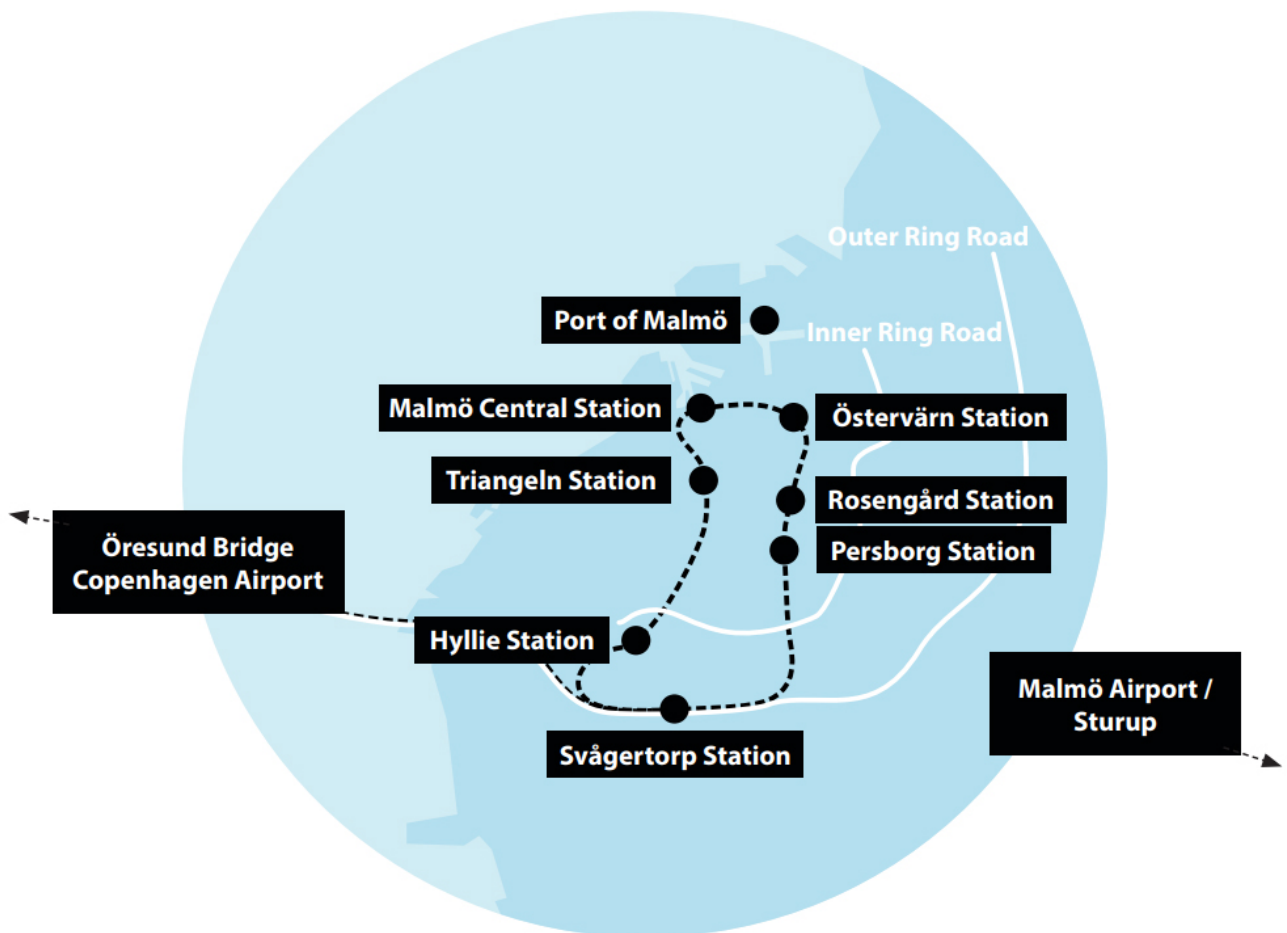 Outer Ring Road
Port of Malmö
Inner Ring Road
Malmö Central Station
Östervärn Station
Triangeln Station
Rosengård Station
Öresund Bridge
Copenhagen Airport
Persborg Station
Hyllie Station
Malmö Airport /
Sturup
Svågertorp Station